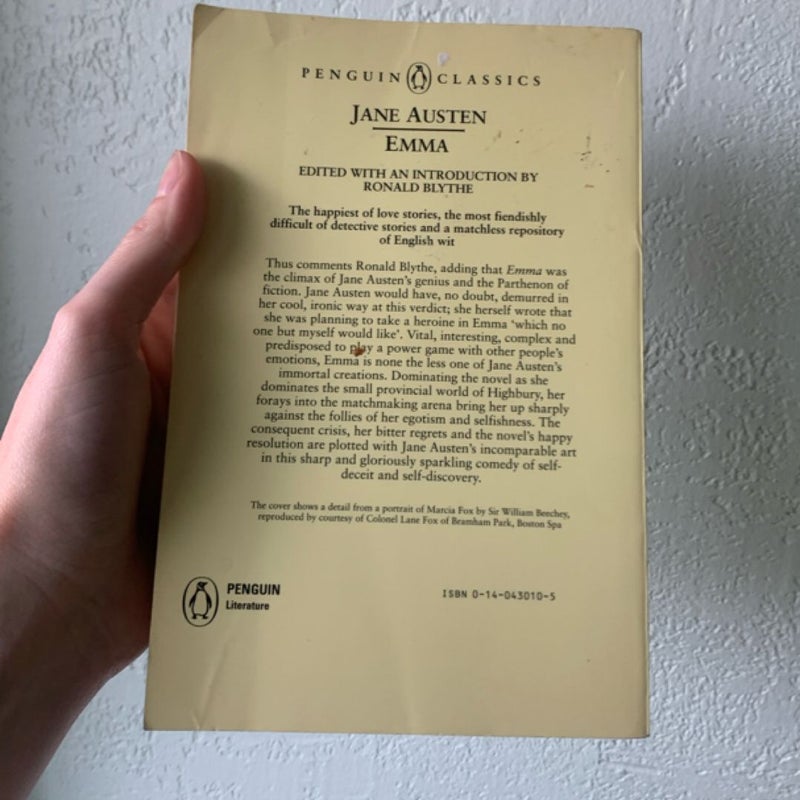 PENGUIN CLASSICS
JANE AUSTEN
EMMA
EDITED WITH AN INTRODUCTION BY
RONALD BLYTHE
The happiest of love stories, the most fiendishly
difficult of detective stories and a matchless repository
of English wit
Thus comments Ronald Blythe, adding that Emma was
the climax of Jane Austen's genius and the Parthenon of
fiction. Jane Austen would have, no doubt, demurred in
her cool, ironic way at this verdict; she herself wrote that
she was planning to take a heroine in Emma 'which no
one but myself would like'. Vital, interesting, complex and
predisposed to play a power game with other people's
emotions, Emma is none the less one of Jane Austen's
immortal creations. Dominating the novel as she
dominates the small provincial world of Highbury, her
forays into the matchmaking arena bring her up sharply
against the follies of her egotism and selfishness. The
consequent crisis, her bitter regrets and the novel's happy
resolution are plotted with Jane Austen's incomparable art
in this sharp and gloriously sparkling comedy of self-
deceit and self-discovery.
The cover shows a detail from a portrait of Marcia Fox by Sir William Beechey,
reproduced by courtesy of Colonel Lane Fox of Bramham Park, Boston Spa
PENGUIN
Literature
ISBN 0-14-043010-5